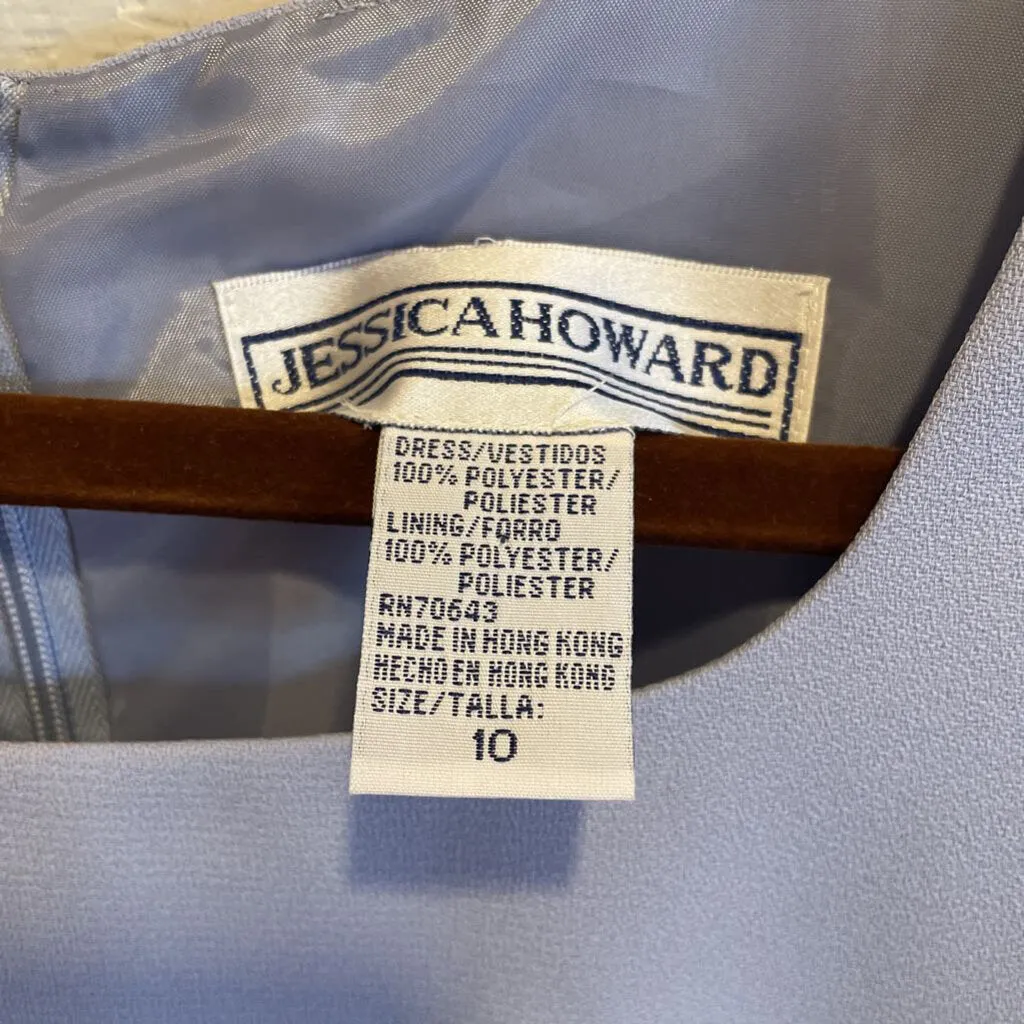 JESSICA HOWARD
DRESS/VESTIDOS
100% POLYESTER/
POLIESTER
LINING/FORRO
100% POLYESTER/
POLIESTER
RN70643
MADE IN HONG KONG
HECHO EN HONG KONG
SIZE/TALLA:
10